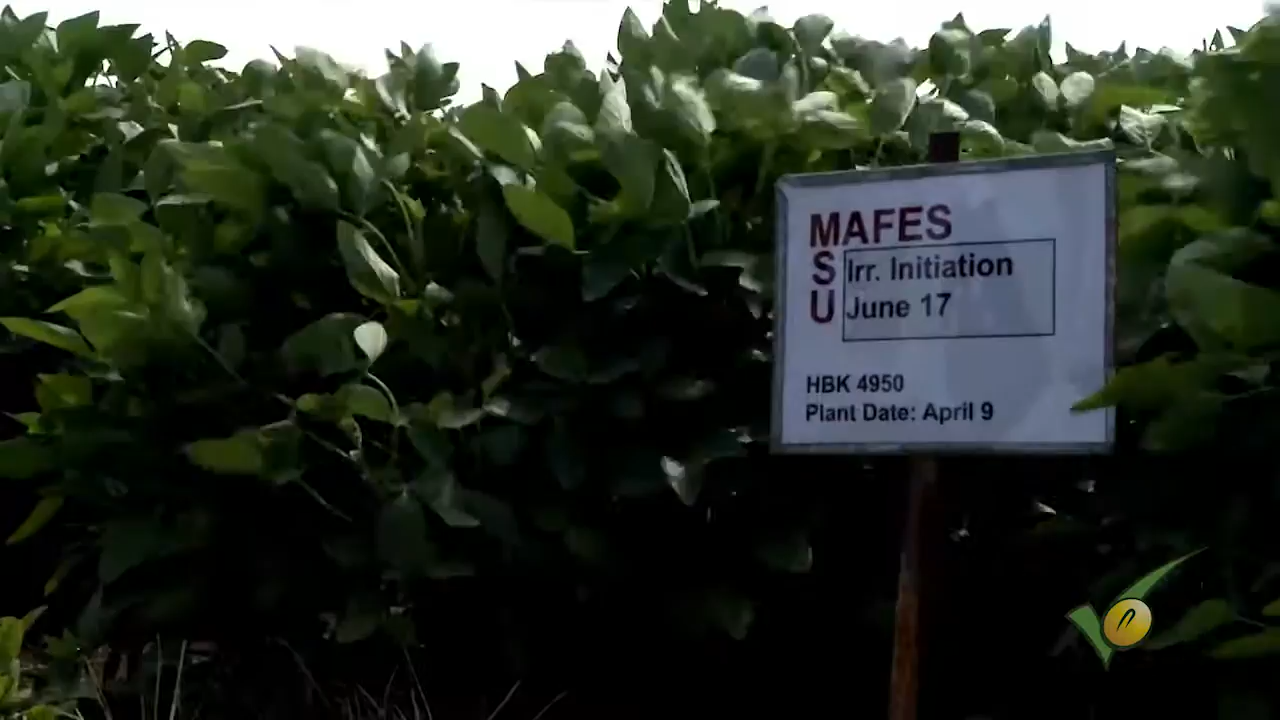 MAFES
S Irr. Initiation
U June 17
HBK 4950
Plant Date: April 9